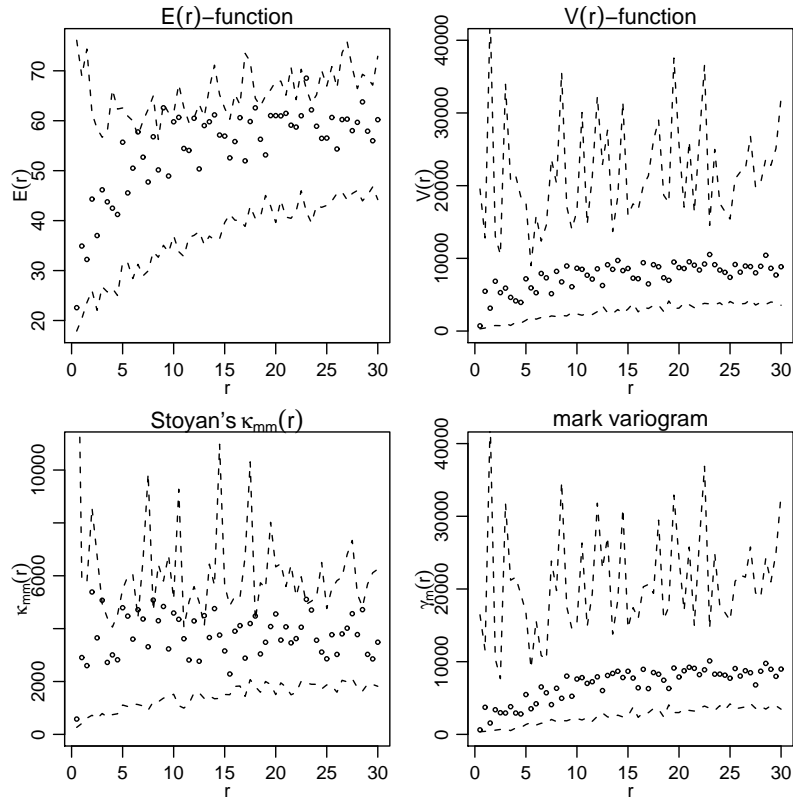 E(r)−function
E(r)
20
30
40
50
60
70
0 5 10 15 20 25 30
r
V(r)−function
V(r)
0
10000
20000
30000
40000
0 5 10 15 20 25 30
r
Stoyan's κmm(r)
κmm(r)
0
2000
6000
10000
0 5 10 15 20 25 30
r
mark variogram
γm(r)
0
10000
20000
30000
40000
0 5 10 15 20 25 30
r